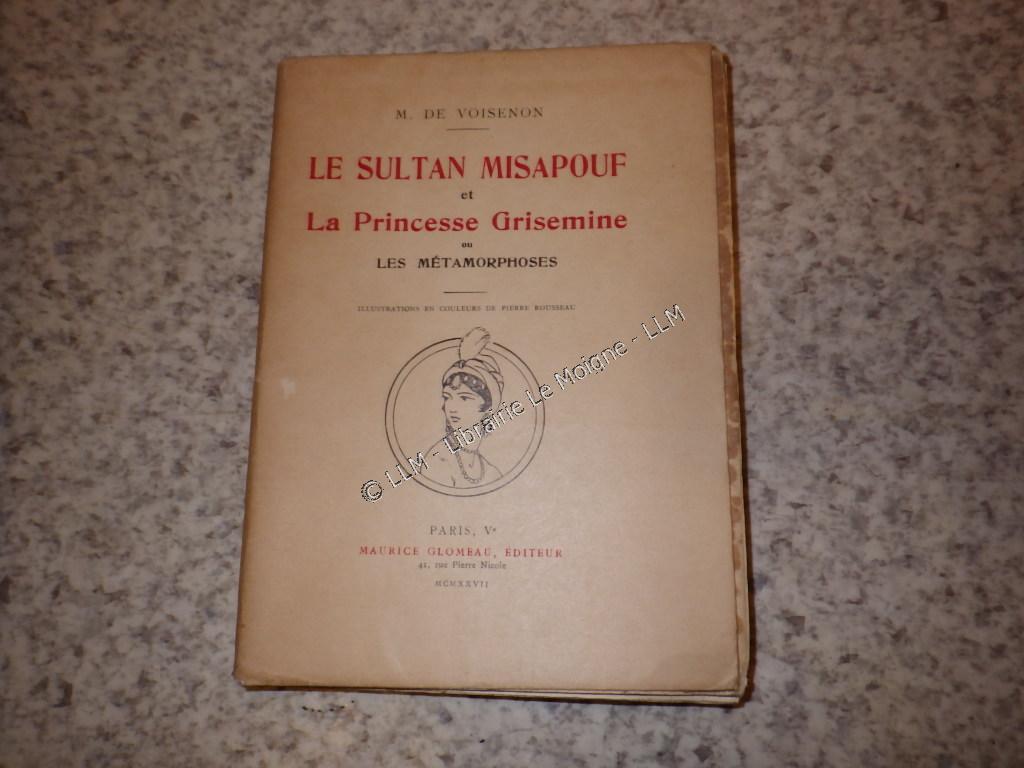 M. DE VOISENON
LE SULTAN MISAPOUF
et
La Princesse Grisemine
ou
LES MÉTAMORPHOSES
ILLUSTRATIONS EN COULEURS DE PIERRE ROUSSEAU
© LLM - Librairie Le Moigne - LLM
PARIS, Vᵉ
MAURICE GLOMEAU, ÉDITEUR
41, rue Pierre Nicole
MCMXXVII